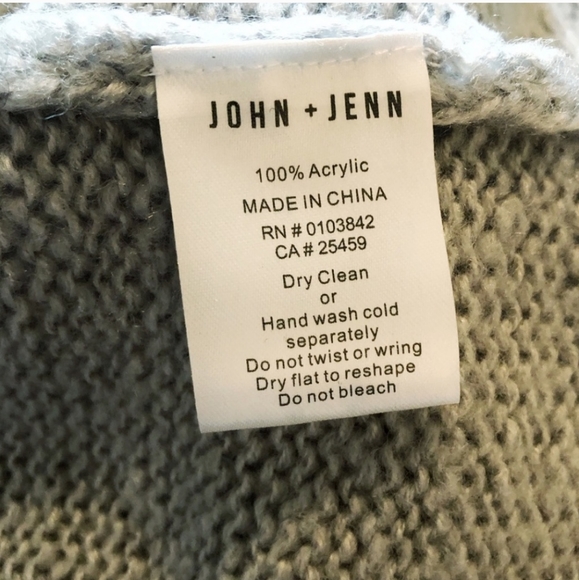 JOHN + JENN
100% Acrylic
MADE IN CHINA
RN # 0103842
CA # 25459
Dry Clean
or
Hand wash cold
separately
Do not twist or wring
Dry flat to reshape
Do not bleach